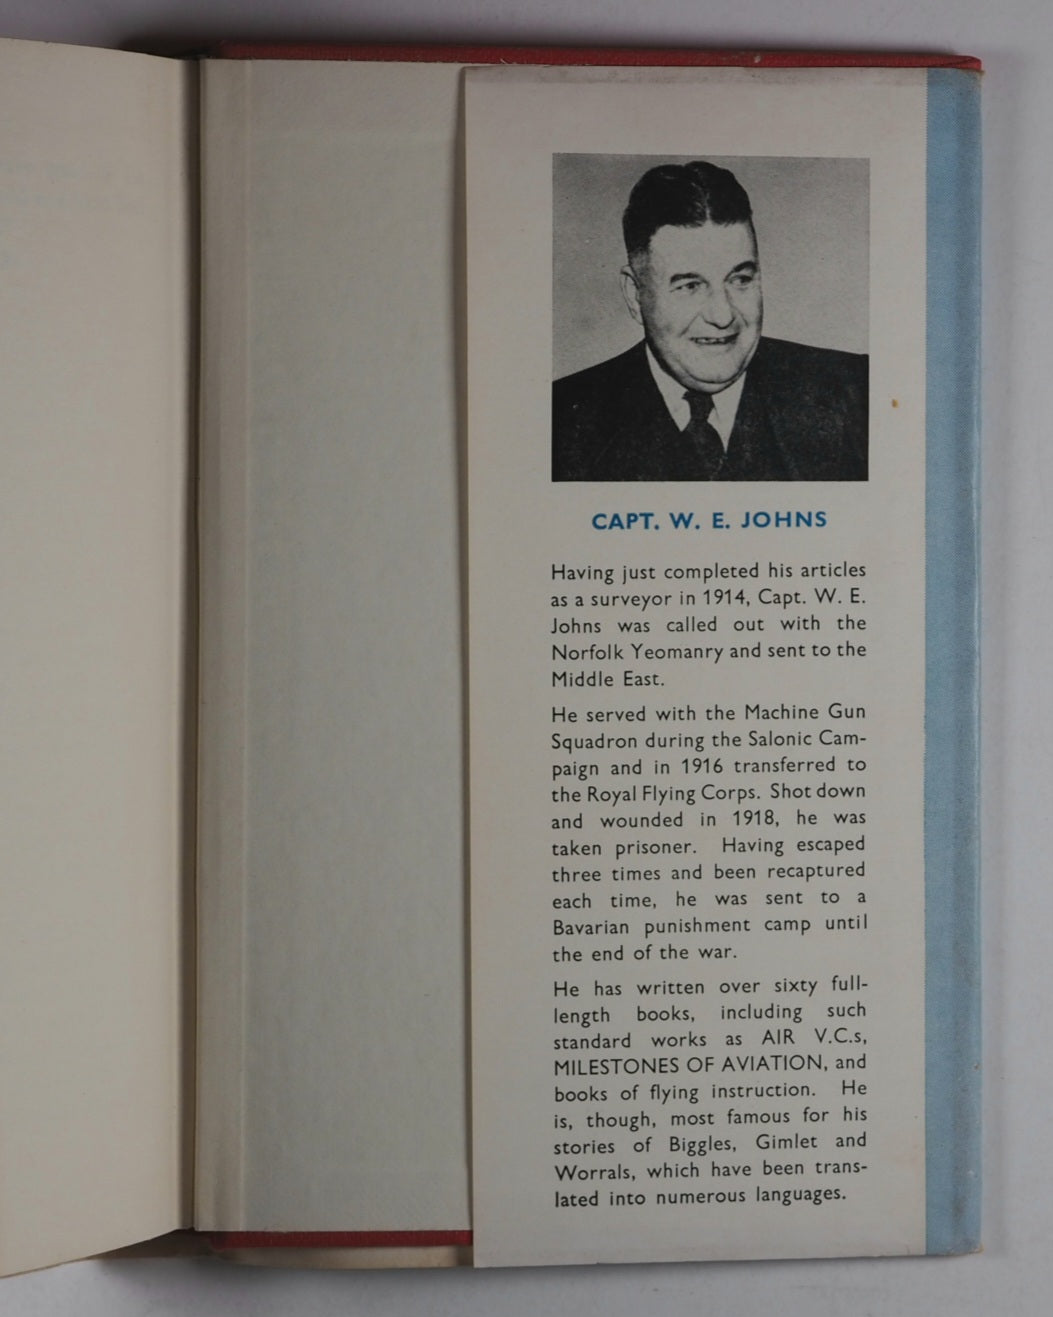 CAPT. W. E. JOHNS
Having just completed his articles
as a surveyor in 1914, Capt. W. E.
Johns was called out with the
Norfolk Yeomanry and sent to the
Middle East.
He served with the Machine Gun
Squadron during the Salonic Cam-
paign and in 1916 transferred to
the Royal Flying Corps. Shot down
and wounded in 1918, he was
taken prisoner. Having escaped
three times and been recaptured
each time, he was sent to a
Bavarian punishment camp until
the end of the war.
He has written over sixty full-
length books, including such
standard works as AIR V.C.s,
MILESTONES OF AVIATION, and
books of flying instruction. He
is, though, most famous for his
stories of Biggles, Gimlet and
Worrals, which have been trans-
lated into numerous languages.